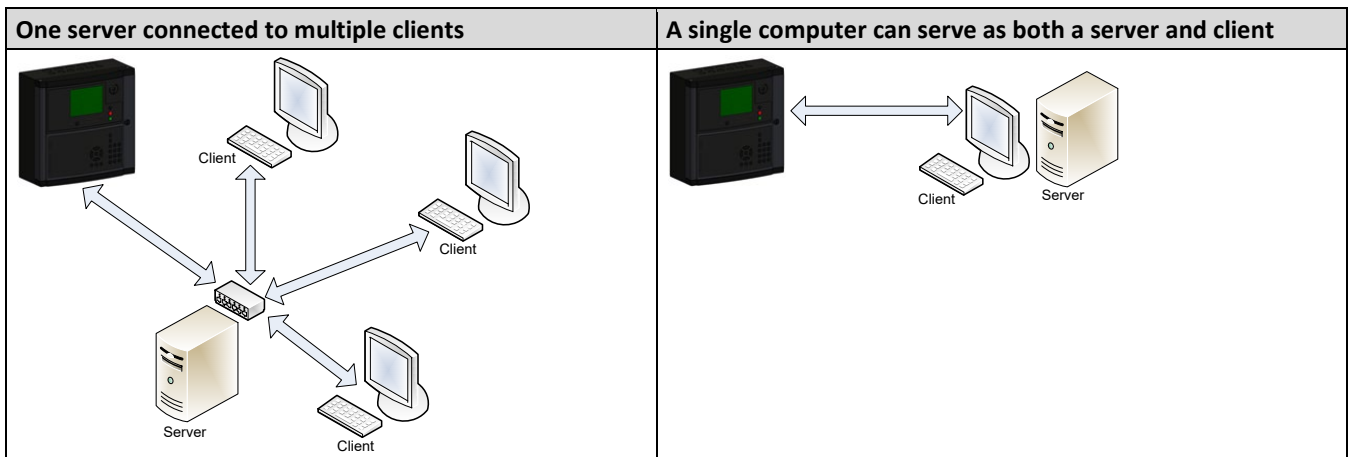 One server connected to multiple clients
A single computer can serve as both a server and client
Client
Client
Server
Client
Client
Server